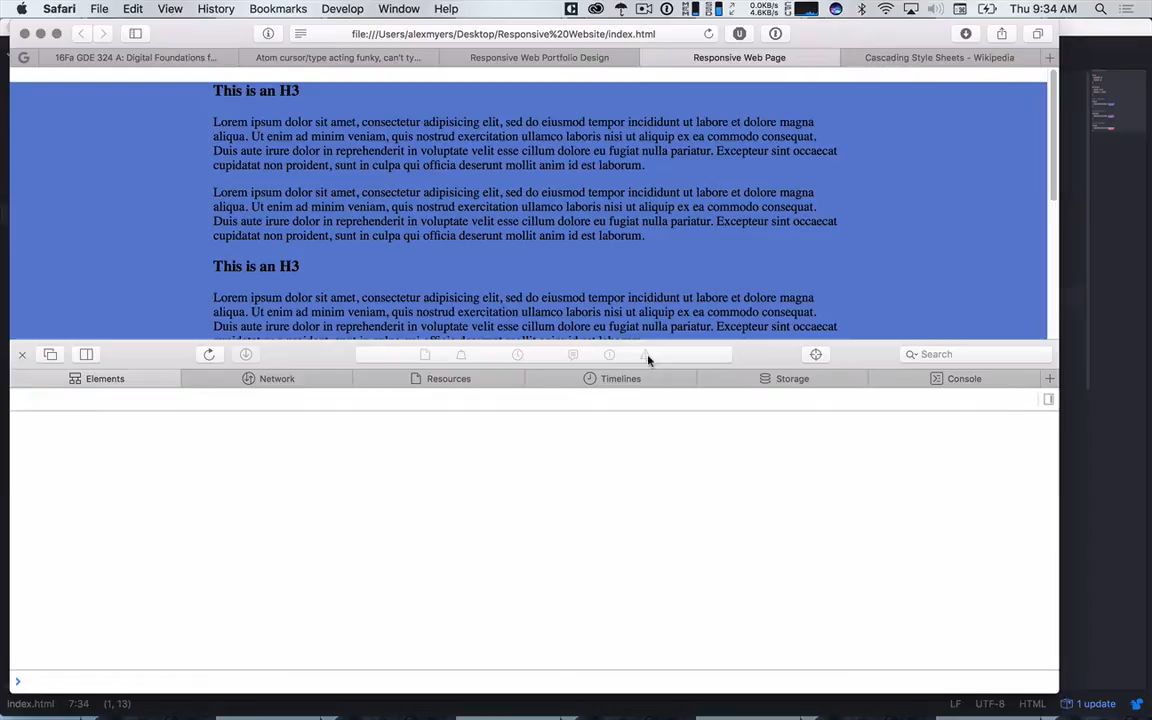 Safari File Edit View History Bookmarks Develop Window Help 0.0KB/s 4.6KB/s Thu 9:34 AM
file:///Users/alexmyers/Desktop/Responsive%20Website/index.html
16Fa GDE 324 A: Digital Foundations f... Atom cursor/type acting funky, can't ty... Responsive Web Portfolio Design Responsive Web Page Cascading Style Sheets - Wikipedia
This is an H3
Lorem ipsum dolor sit amet, consectetur adipisicing elit, sed do eiusmod tempor incididunt ut labore et dolore magna
aliqua. Ut enim ad minim veniam, quis nostrud exercitation ullamco laboris nisi ut aliquip ex ea commodo consequat.
Duis aute irure dolor in reprehenderit in voluptate velit esse cillum dolore eu fugiat nulla pariatur. Excepteur sint occaecat
cupidatat non proident, sunt in culpa qui officia deserunt mollit anim id est laborum.
Lorem ipsum dolor sit amet, consectetur adipisicing elit, sed do eiusmod tempor incididunt ut labore et dolore magna
aliqua. Ut enim ad minim veniam, quis nostrud exercitation ullamco laboris nisi ut aliquip ex ea commodo consequat.
Duis aute irure dolor in reprehenderit in voluptate velit esse cillum dolore eu fugiat nulla pariatur. Excepteur sint occaecat
cupidatat non proident, sunt in culpa qui officia deserunt mollit anim id est laborum.
This is an H3
Lorem ipsum dolor sit amet, consectetur adipisicing elit, sed do eiusmod tempor incididunt ut labore et dolore magna
aliqua. Ut enim ad minim veniam, quis nostrud exercitation ullamco laboris nisi ut aliquip ex ea commodo consequat.
Duis aute irure dolor in reprehenderit in voluptate velit esse cillum dolore eu fugiat nulla pariatur. Excepteur sint occaecat
Search
Elements Network Resources Timelines Storage Console
index.html 7:34 (1, 13) LF UTF-8 HTML 1 update